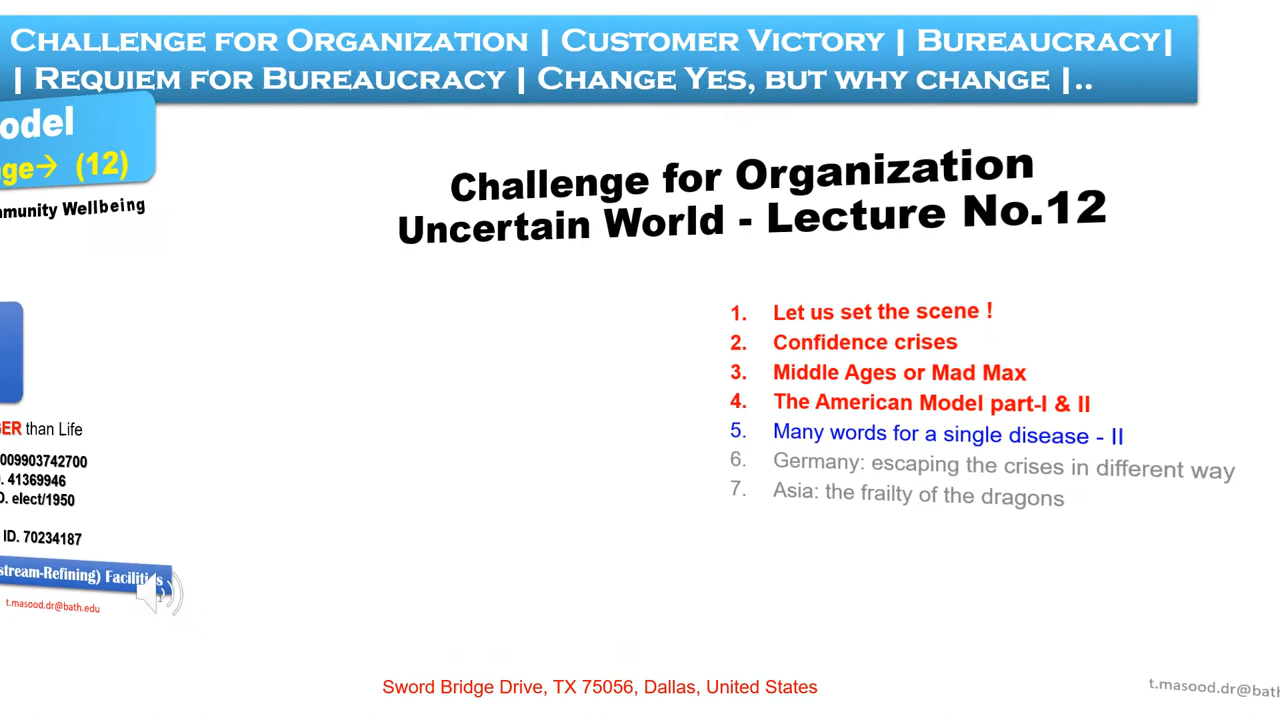 CHALLENGE FOR ORGANIZATION | CUSTOMER VICTORY | BUREAUCRACY|
| REQUIEM FOR BUREAUCRACY | CHANGE YES, BUT WHY CHANGE |..
odel
nge→ (12)
mmunity Wellbeing
Challenge for Organization
Uncertain World - Lecture No.12
1. Let us set the scene !
2. Confidence crises
3. Middle Ages or Mad Max
4. The American Model part-I & II
5. Many words for a single disease - II
6. Germany: escaping the crises in different way
7. Asia: the frailty of the dragons
GER than Life
009903742700
. 41369946
D. elect/1950
ID. 70234187
stream-Refining) Facilities
t.masood.dr@bath.edu
Sword Bridge Drive, TX 75056, Dallas, United States
t.masood.dr@bath